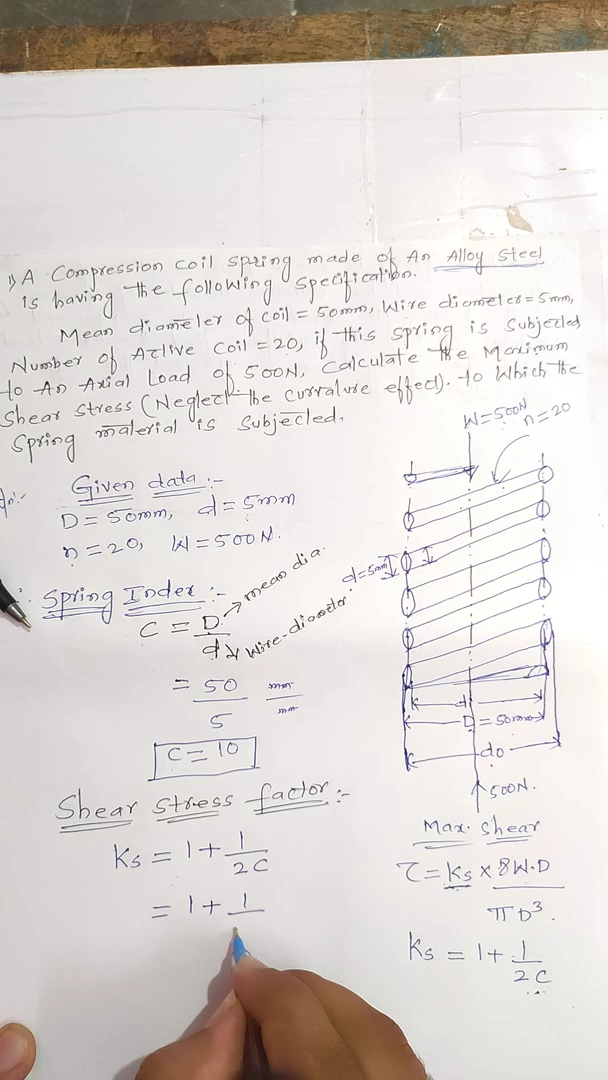 1) A Compression coil spring made of An Alloy steel
is having the following specification.
Mean diameter of coil = 50mm, Wire diameter = 5mm,
Number of Active coil = 20, if this spring is Subjected
to An Axial Load of 500N, Calculate the Maximum
Shear Stress (Neglect the curvature effect). to Which the
Spring material is Subjected.
W = 500N
n = 20
Given data :-
D = 50mm, d = 5mm
n = 20, W = 500N.
d = 5mm
Spring Index :-
C = D/d
mean dia.
Wire-diameter.
= 50/5 mm/mm
C = 10
di
D = 50mm
do
500N.
Shear stress factor :-
Ks = 1 + 1/2C
= 1 + 1
Max. shear
τ = Ks × 8W.D/πD³.
Ks = 1 + 1/2C